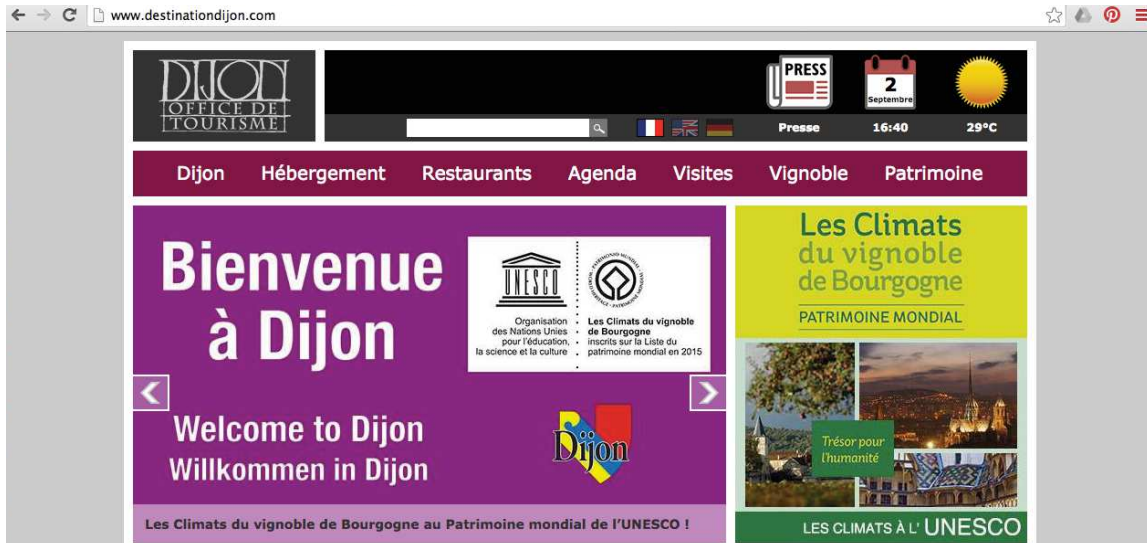 www.destinationdijon.com
DIJON
OFFICE DE
TOURISME
PRESS
2
Septembre
Presse
16:40
29°C
Dijon Hébergement Restaurants Agenda Visites Vignoble Patrimoine
Bienvenue
à Dijon
UNESCO
Organisation
des Nations Unies
pour l'éducation,
la science et la culture
Les Climats du vignoble
de Bourgogne
inscrits sur la Liste du
patrimoine mondial en 2015
Welcome to Dijon
Willkommen in Dijon
Dijon
Les Climats du vignoble de Bourgogne au Patrimoine mondial de l'UNESCO !
Les Climats
du vignoble
de Bourgogne
PATRIMOINE MONDIAL
Trésor pour
l'humanité
LES CLIMATS À L' UNESCO